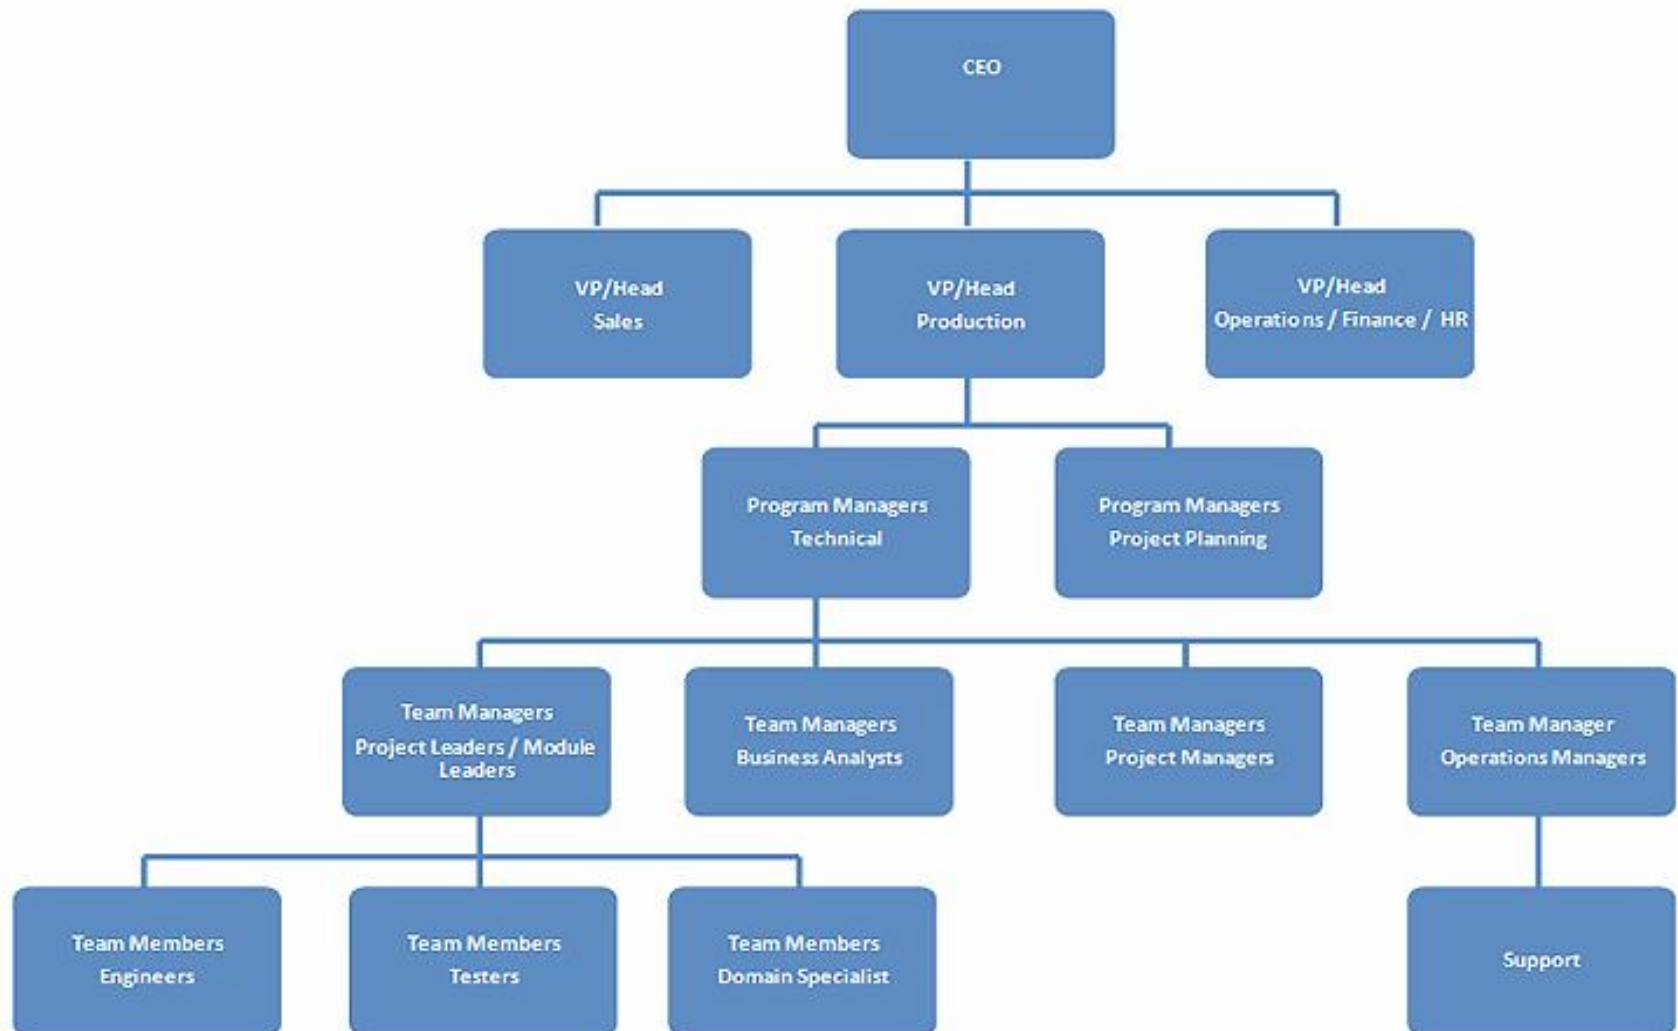 CEO
VP/Head
Sales
VP/Head
Production
VP/Head
Operations / Finance / HR
Program Managers
Technical
Program Managers
Project Planning
Team Managers
Project Leaders / Module
Leaders
Team Managers
Business Analysts
Team Managers
Project Managers
Team Manager
Operations Managers
Team Members
Engineers
Team Members
Testers
Team Members
Domain Specialist
Support